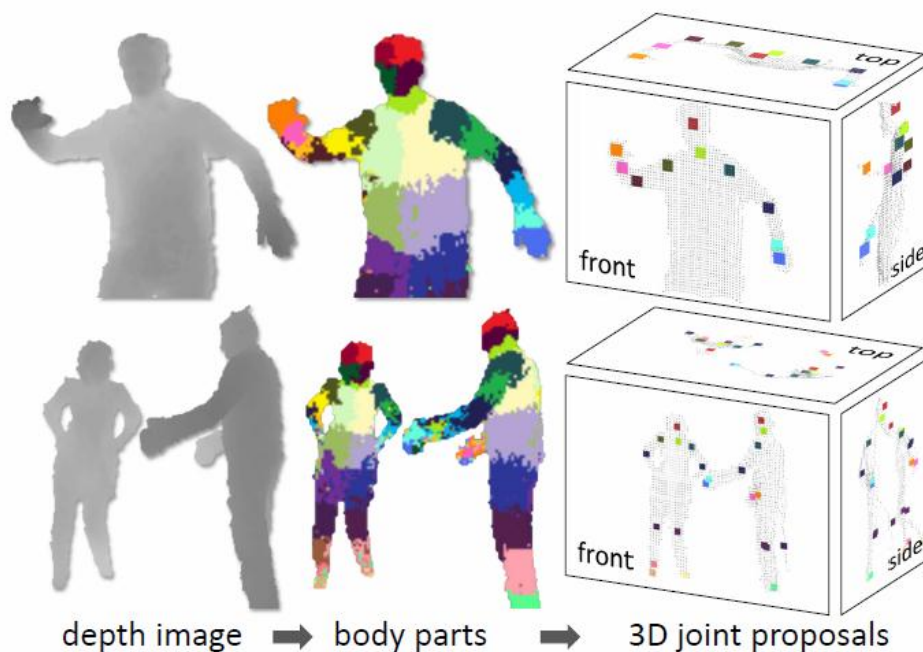 top
front
side
top
front
side
depth image
body parts
3D joint proposals